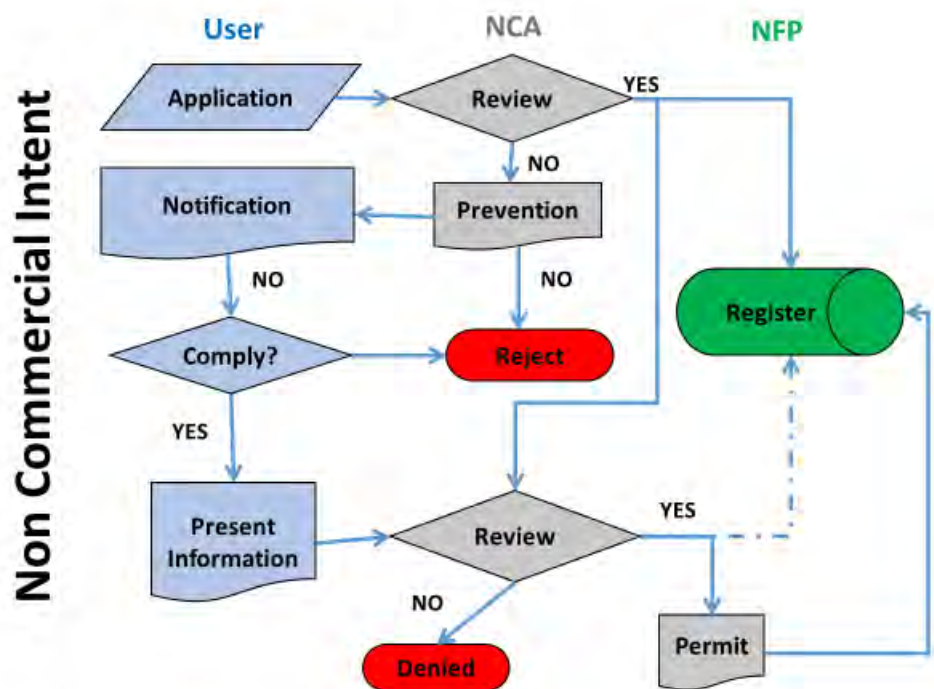 Non Commercial Intent
User
NCA
NFP
Application
Review
YES
NO
Notification
Prevention
NO
NO
Register
Comply?
Reject
YES
Present
Information
Review
YES
NO
Permit
Denied